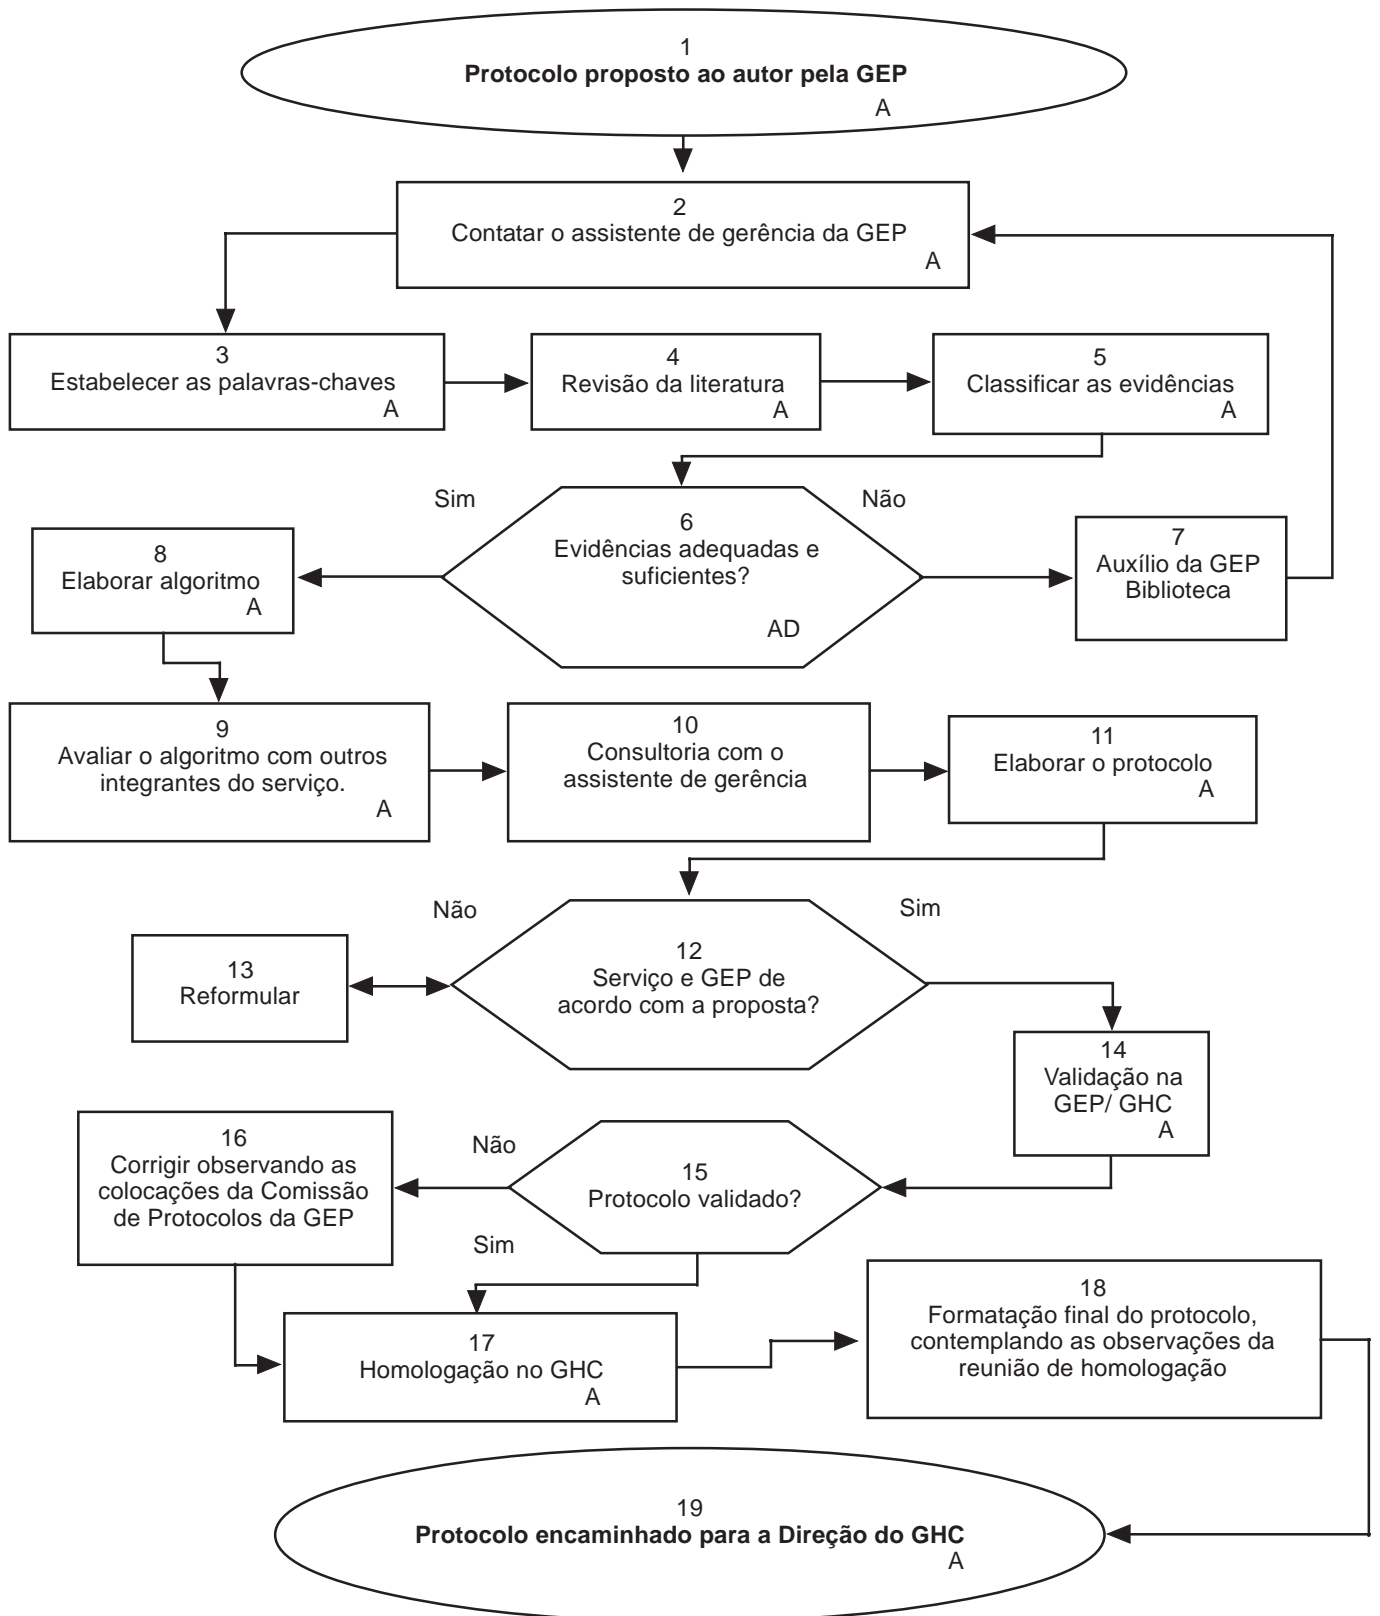 1
Protocolo proposto ao autor pela GEP
A
2
Contatar o assistente de gerência da GEP
A
3
Estabelecer as palavras-chaves
A
4
Revisão da literatura
A
5
Classificar as evidências
A
Sim
Não
6
Evidências adequadas e
suficientes?
AD
7
Auxílio da GEP
Biblioteca
8
Elaborar algoritmo
A
9
Avaliar o algoritmo com outros
integrantes do serviço.
A
10
Consultoria com o
assistente de gerência
11
Elaborar o protocolo
A
Não
Sim
12
Serviço e GEP de
acordo com a proposta?
13
Reformular
14
Validação na
GEP/ GHC
A
Não
15
Protocolo validado?
Sim
16
Corrigir observando as
colocações da Comissão
de Protocolos da GEP
17
Homologação no GHC
A
18
Formatação final do protocolo,
contemplando as observações da
reunião de homologação
19
Protocolo encaminhado para a Direção do GHC
A